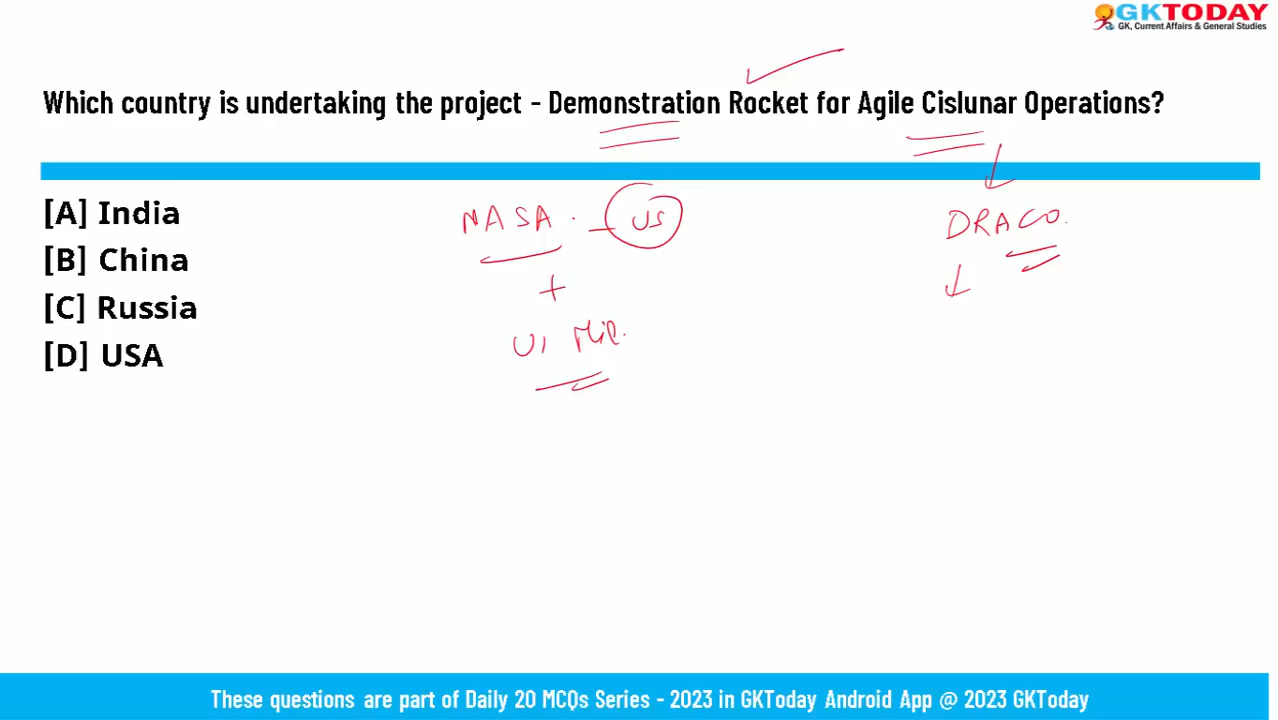 GKTODAY
GK, Current Affairs & General Studies
Which country is undertaking the project - Demonstration Rocket for Agile Cislunar Operations?
[A] India
[B] China
[C] Russia
[D] USA
NASA. - US
+
US Mil.
DRACO.
These questions are part of Daily 20 MCQs Series - 2023 in GKToday Android App @ 2023 GKToday